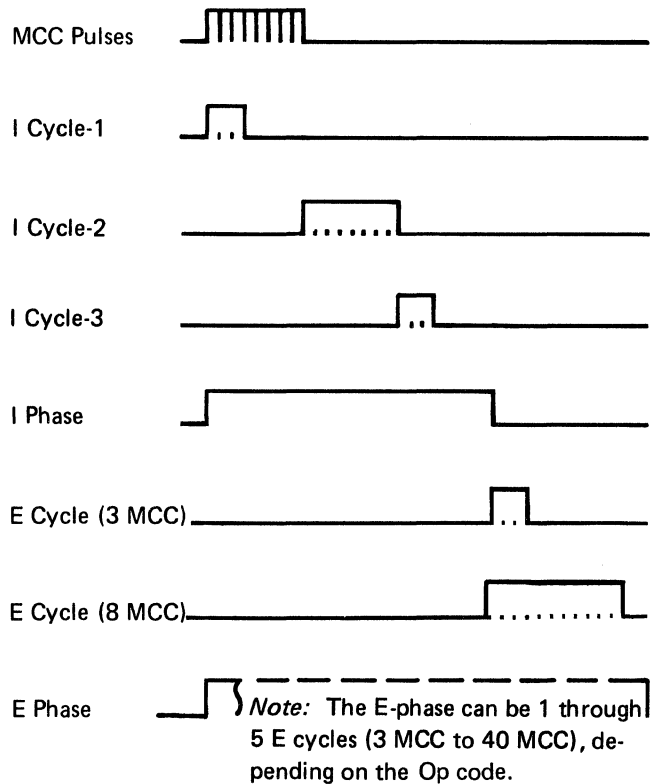 MCC Pulses
I Cycle-1
I Cycle-2
I Cycle-3
I Phase
E Cycle (3 MCC)
E Cycle (8 MCC)
E Phase
Note: The E-phase can be 1 through
5 E cycles (3 MCC to 40 MCC), de-
pending on the Op code.